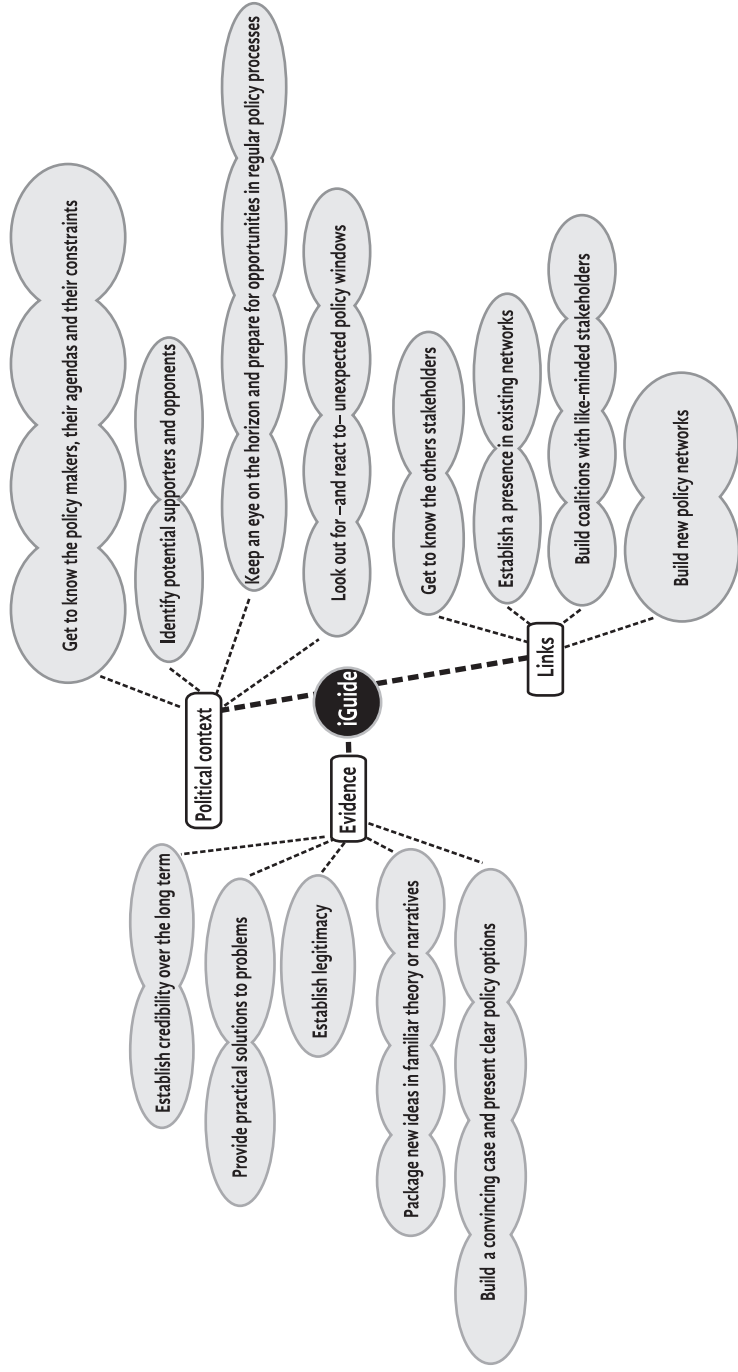 Get to know the policy makers, their agendas and their constraints
Identify potential supporters and opponents
Keep an eye on the horizon and prepare for opportunities in regular policy processes
Look out for –and react to– unexpected policy windows
Political context
iGuide
Evidence
Links
Get to know the others stakeholders
Establish a presence in existing networks
Build coalitions with like-minded stakeholders
Build new policy networks
Establish credibility over the long term
Provide practical solutions to problems
Establish legitimacy
Package new ideas in familiar theory or narratives
Build a convincing case and present clear policy options